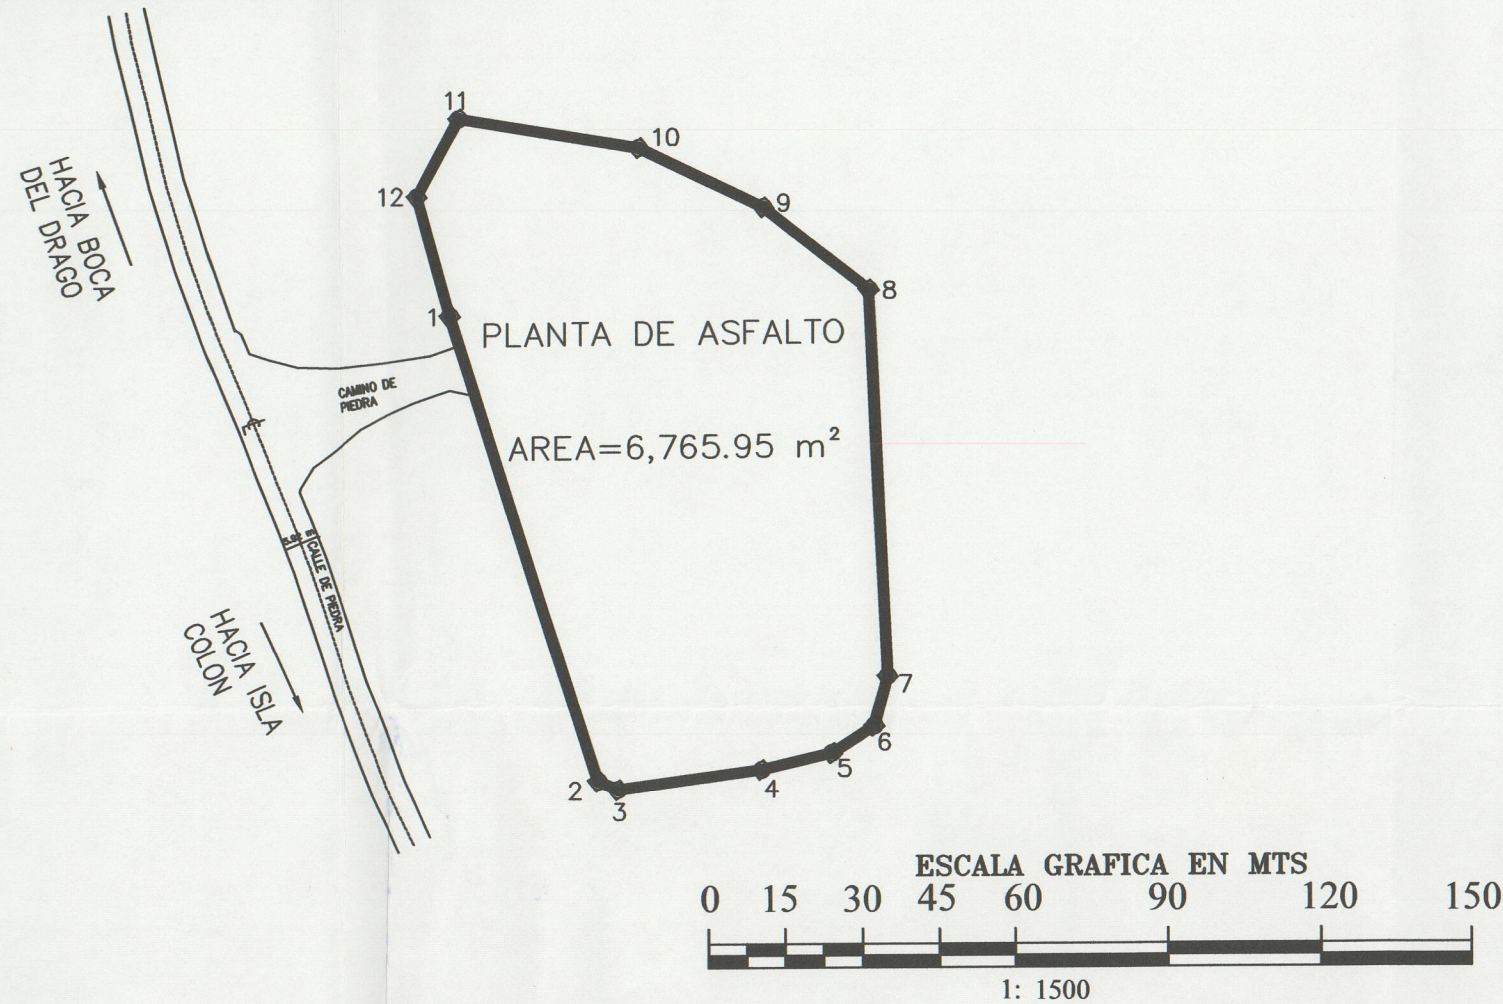 11
10
HACIA BOCA
DEL DRAGO
12
9
8
1
PLANTA DE ASFALTO
CAMINO DE
PIEDRA
AREA=6,765.95 m²
CALLE DE PIEDRA
HACIA ISLA
COLON
7
6
5
4
2
3
ESCALA GRAFICA EN MTS
0 15 30 45 60 90 120 150
1: 1500